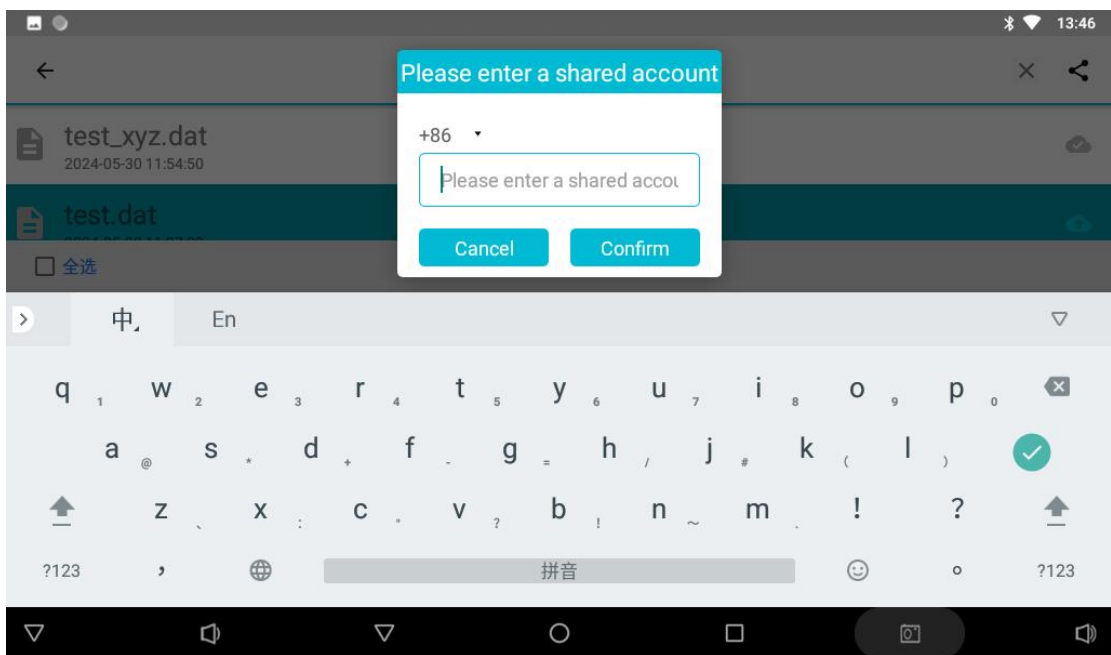 13:46
Please enter a shared account
test_xyz.dat
2024-05-30 11:54:50
+86
Please enter a shared accou
test.dat
Cancel Confirm
全选
中 En
q 1 w 2 e 3 r 4 t 5 y 6 u 7 i 8 o 9 p 0
a @ s * d + f - g = h / j # k ( l )
z 、 x : c " v ? b ! n ~ m . ! ?
?123 , 拼音 。 ?123